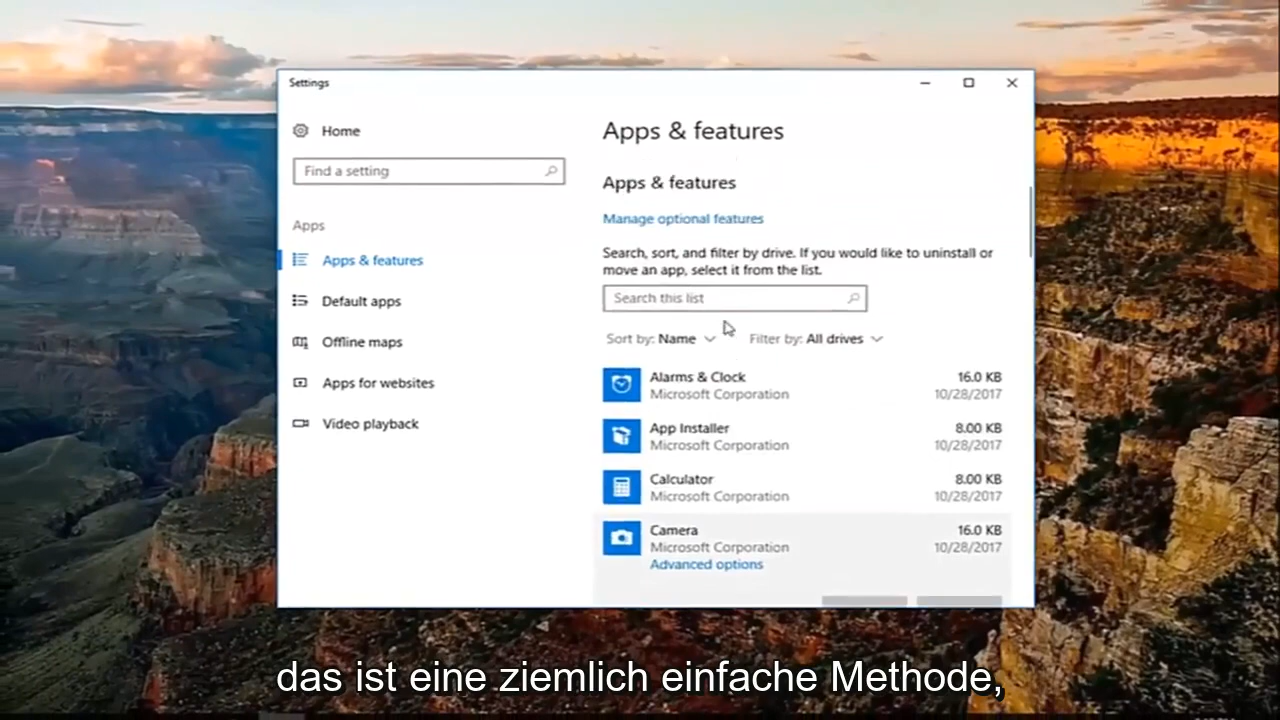 Settings
Home
Find a setting
Apps
Apps & features
Default apps
Offline maps
Apps for websites
Video playback
Apps & features
Apps & features
Manage optional features
Search, sort, and filter by drive. If you would like to uninstall or
move an app, select it from the list.
Search this list
Sort by: Name Filter by: All drives
Alarms & Clock 16.0 KB
Microsoft Corporation 10/28/2017
App Installer 8.00 KB
Microsoft Corporation 10/28/2017
Calculator 8.00 KB
Microsoft Corporation 10/28/2017
Camera 16.0 KB
Microsoft Corporation 10/28/2017
Advanced options
das ist eine ziemlich einfache Methode,